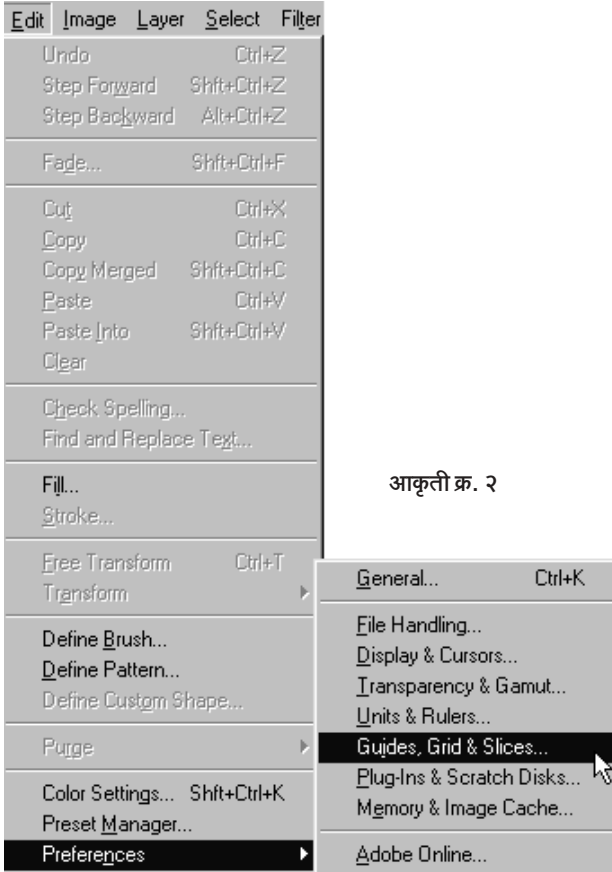 Edit Image Layer Select Filter
Undo Ctrl+Z
Step Forward Shft+Ctrl+Z
Step Backward Alt+Ctrl+Z
Fade... Shft+Ctrl+F
Cut Ctrl+X
Copy Ctrl+C
Copy Merged Shft+Ctrl+C
Paste Ctrl+V
Paste Into Shft+Ctrl+V
Clear
Check Spelling...
Find and Replace Text...
Fill...
Stroke...
Free Transform Ctrl+T
Transform
Define Brush...
Define Pattern...
Define Custom Shape...
Purge
Color Settings... Shft+Ctrl+K
Preset Manager...
Preferences
आकृती क्र. २
General... Ctrl+K
File Handling...
Display & Cursors...
Transparency & Gamut...
Units & Rulers...
Guides, Grid & Slices...
Plug-Ins & Scratch Disks...
Memory & Image Cache...
Adobe Online...